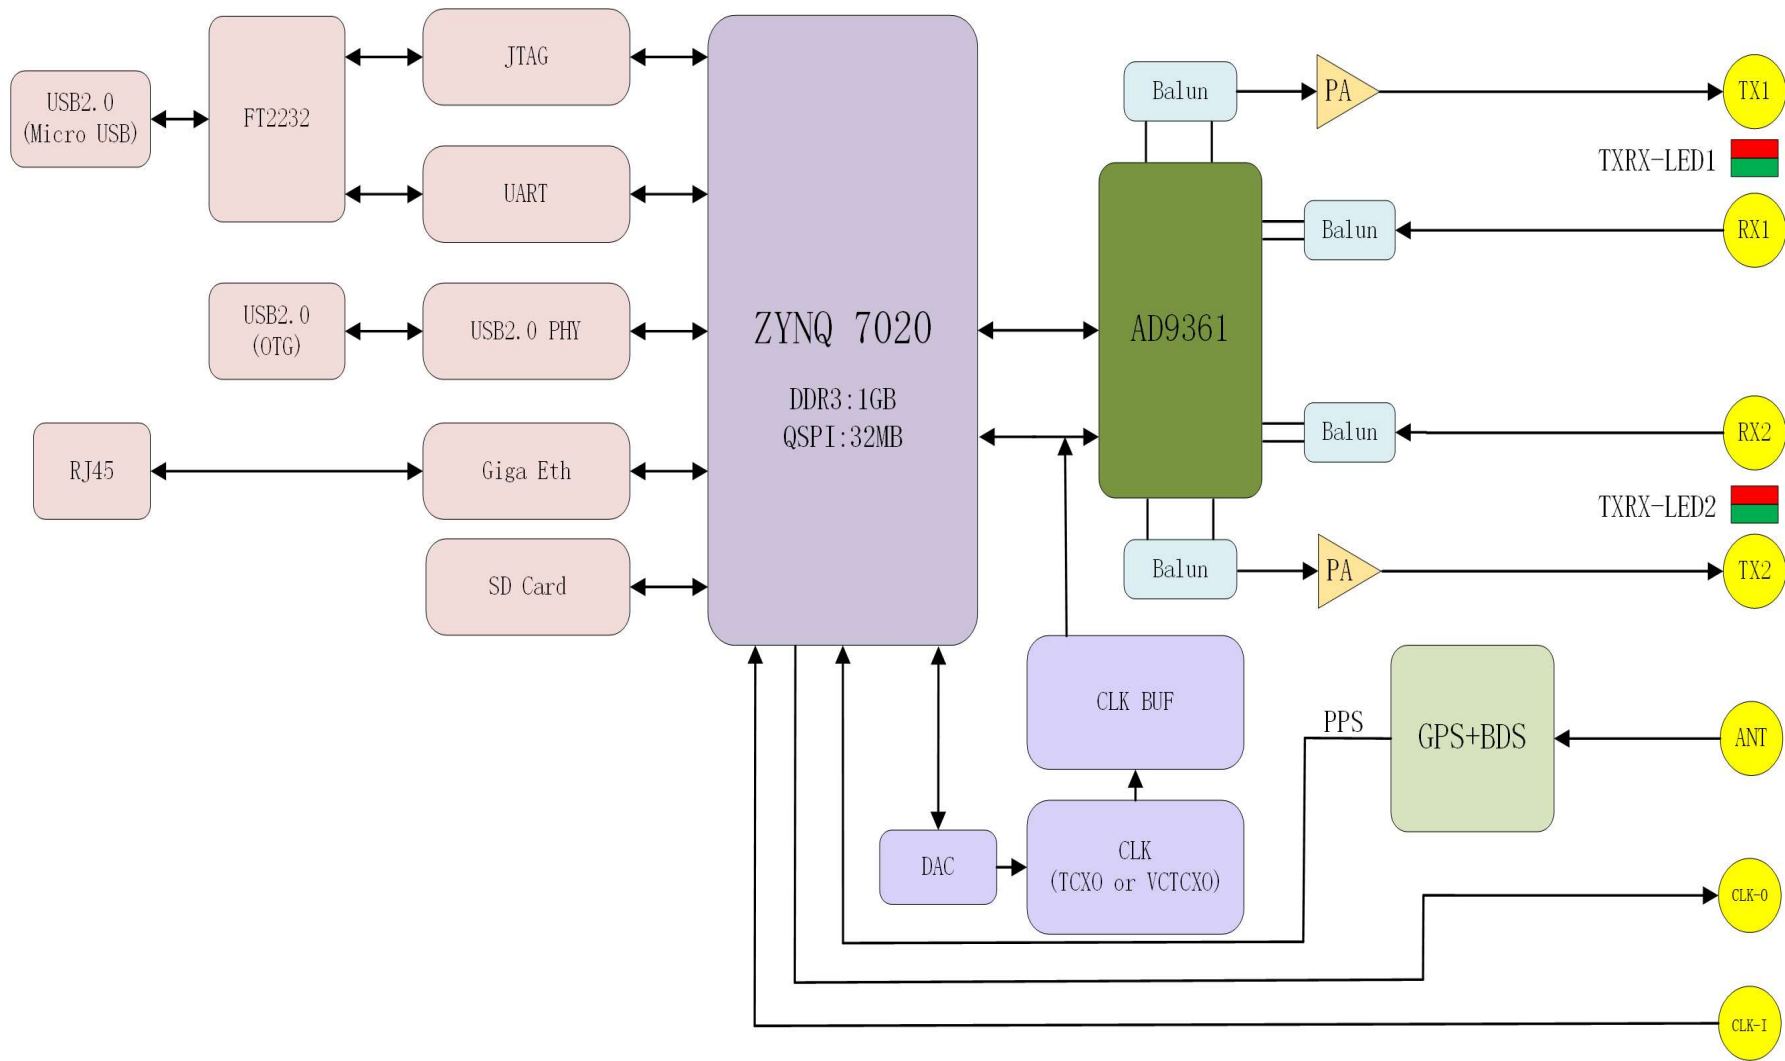 JTAG
USB2.0
(Micro USB)
FT2232
UART
USB2.0
(OTG)
USB2.0 PHY
RJ45
Giga Eth
SD Card
ZYNQ 7020
DDR3:1GB
QSPI:32MB
AD9361
Balun
PA
TX1
TXRX-LED1
Balun
RX1
Balun
RX2
TXRX-LED2
Balun
PA
TX2
CLK BUF
PPS
GPS+BDS
ANT
DAC
CLK
(TCXO or VCTCXO)
CLK-O
CLK-I